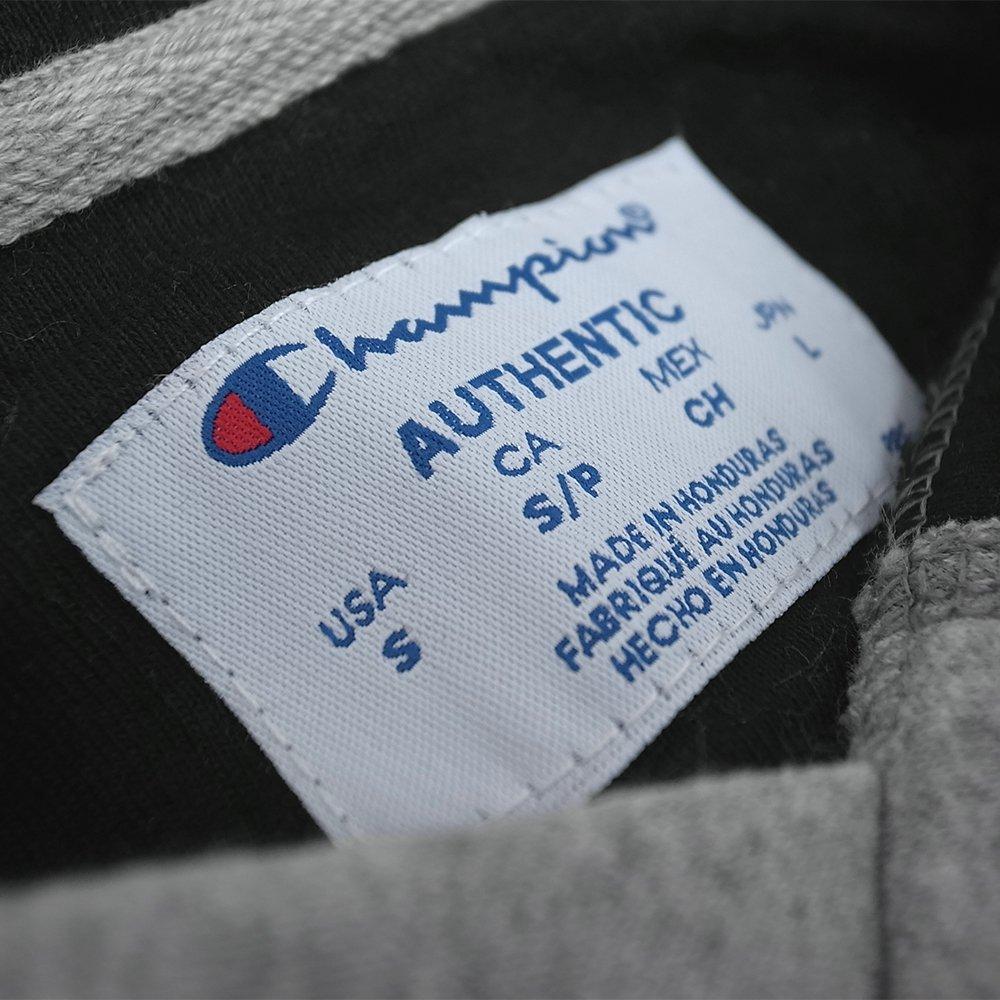 Champion®
AUTHENTIC
USA CA MEX JPN
S S/P CH L
MADE IN HONDURAS
FABRIQUÉ AU HONDURAS
HECHO EN HONDURAS